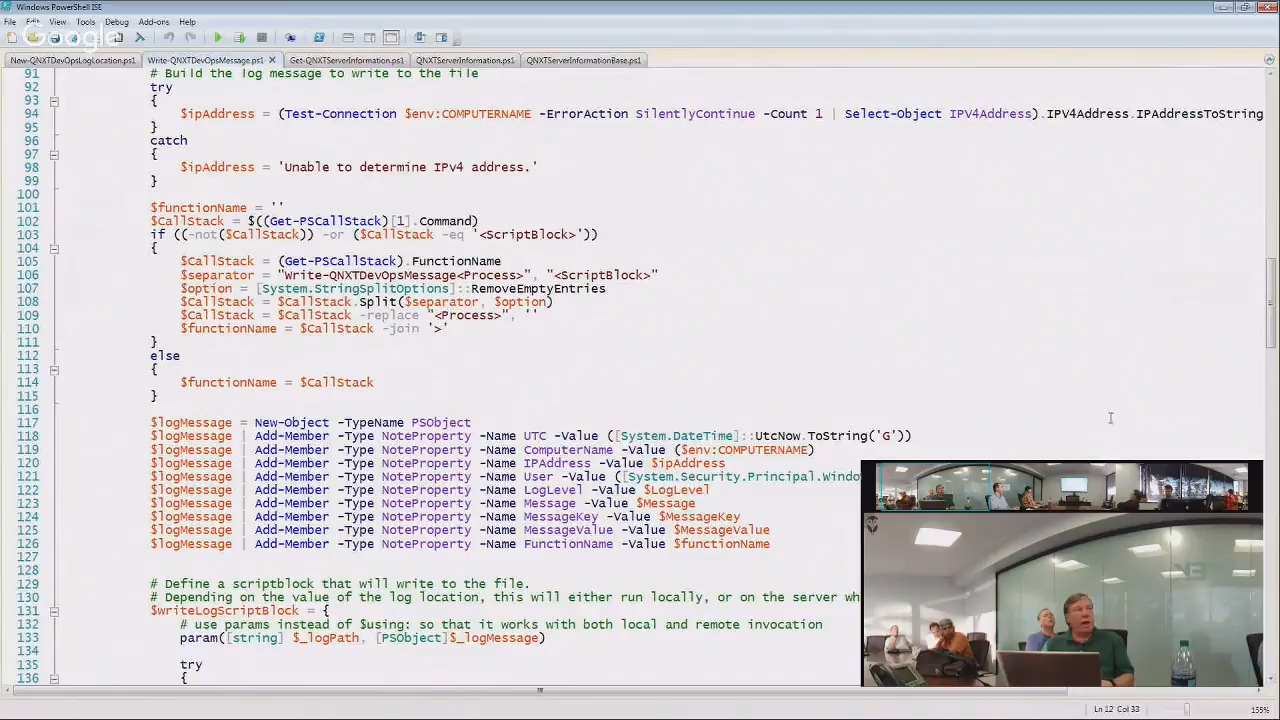 Windows PowerShell ISE
File Edit View Tools Debug Add-ons Help
Google
New-QNXTDevOpsLogLocation.ps1 Write-QNXTDevOpsMessage.ps1 Get-QNXTServerInformation.ps1 QNXTServerInformation.ps1 QNXTServerInformationBase.ps1
91 # Build the log message to write to the file
92 try
93 {
94 $ipAddress = (Test-Connection $env:COMPUTERNAME -ErrorAction SilentlyContinue -Count 1 | Select-Object IPV4Address).IPV4Address.IPAddressToString
95 }
96 catch
97 {
98 $ipAddress = 'Unable to determine IPv4 address.'
99 }
100
101 $functionName = ''
102 $CallStack = $((Get-PSCallStack)[1].Command)
103 if ((-not($CallStack)) -or ($CallStack -eq '<ScriptBlock>'))
104 {
105 $CallStack = (Get-PSCallStack).FunctionName
106 $separator = "Write-QNXTDevOpsMessage<Process>", "<ScriptBlock>"
107 $option = [System.StringSplitOptions]::RemoveEmptyEntries
108 $CallStack = $CallStack.Split($separator, $option)
109 $CallStack = $CallStack -replace "<Process>", ''
110 $functionName = $CallStack -join '>'
111 }
112 else
113 {
114 $functionName = $CallStack
115 }
116
117 $logMessage = New-Object -TypeName PSObject
118 $logMessage | Add-Member -MemberType NoteProperty -Name UTC -Value ([System.DateTime]::UtcNow.ToString('G'))
119 $logMessage | Add-Member -Type NoteProperty -Name ComputerName -Value ($env:COMPUTERNAME)
120 $logMessage | Add-Member -Type NoteProperty -Name IPAddress -Value $ipAddress
121 $logMessage | Add-Member -Type NoteProperty -Name User -Value ([System.Security.Principal.Windo
122 $logMessage | Add-Member -Type NoteProperty -Name LogLevel -Value $LogLevel
123 $logMessage | Add-Member -Type NoteProperty -Name Message -Value $Message
124 $logMessage | Add-Member -Type NoteProperty -Name MessageKey -Value $MessageKey
125 $logMessage | Add-Member -Type NoteProperty -Name MessageValue -Value $MessageValue
126 $logMessage | Add-Member -Type NoteProperty -Name FunctionName -Value $functionName
127
128
129 # Define a scriptblock that will write to the file.
130 # Depending on the value of the log location, this will either run locally, or on the server wh
131 $writeLogScriptBlock = {
132 # use params instead of $using: so that it works with both local and remote invocation
133 param([string] $_logPath, [PSObject]$_logMessage)
134
135 try
136 {
Ln 12 Col 33 155%